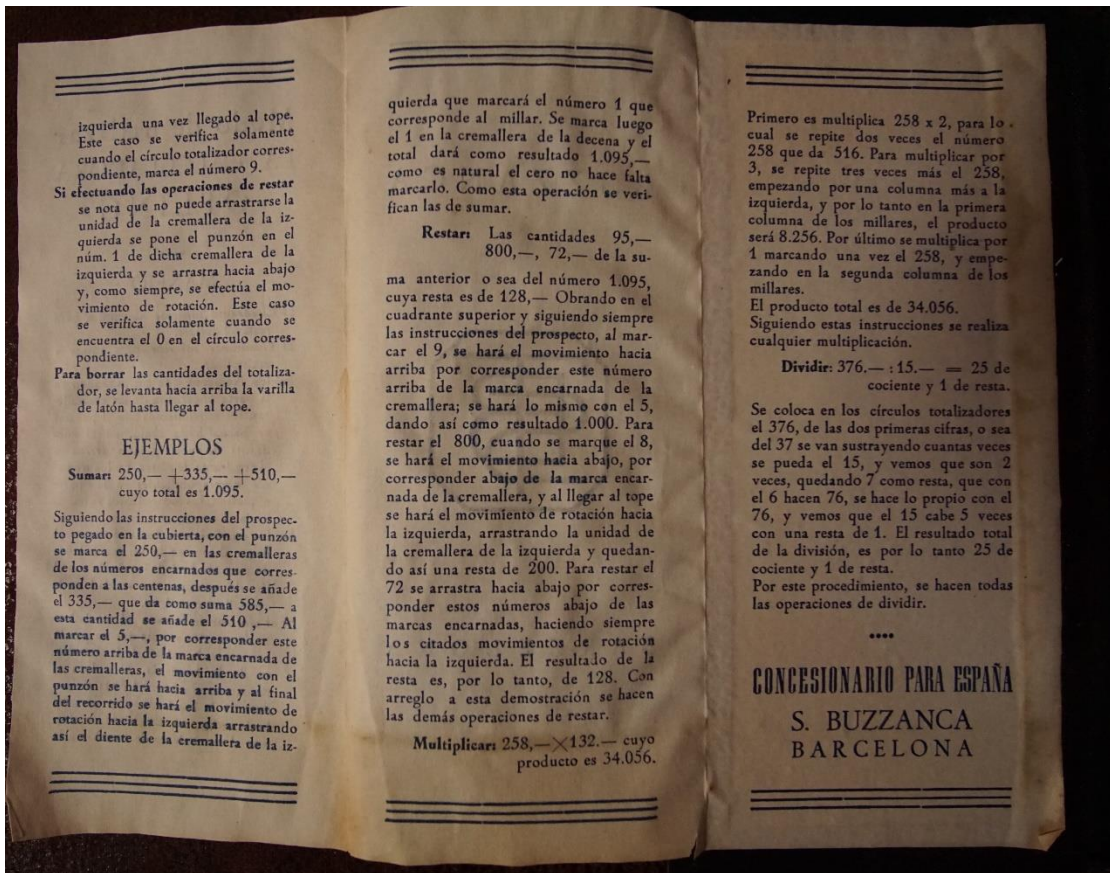 izquierda una vez llegado al tope.
Este caso se verifica solamente
cuando el círculo totalizador corres-
pondiente, marca el número 9.
Si efectuando las operaciones de restar
se nota que no puede arrastrarse la
unidad de la cremallera de la iz-
quierda se pone el punzón en el
núm. 1 de dicha cremallera de la
izquierda y se arrastra hacia abajo
y, como siempre, se efectúa el mo-
vimiento de rotación. Este caso
se verifica solamente cuando se
encuentra el 0 en el círculo corres-
pondiente.
Para borrar las cantidades del totaliza-
dor, se levanta hacia arriba la varilla
de latón hasta llegar al tope.
EJEMPLOS
Sumar: 250,— +335,— +510,—
cuyo total es 1.095.
Siguiendo las instrucciones del prospec-
to pegado en la cubierta, con el punzón
se marca el 250,— en las cremalleras
de los números encarnados que corres-
ponden a las centenas, después se añade
el 335,— que da como suma 585,— a
esta cantidad se añade el 510 ,— Al
marcar el 5,—, por corresponder este
número arriba de la marca encarnada de
las cremalleras, el movimiento con el
punzón se hará hacia arriba y al final
del recorrido se hará el movimiento de
rotación hacia la izquierda arrastrando
así el diente de la cremallera de la iz-
quierda que marcará el número 1 que
corresponde al millar. Se marca luego
el 1 en la cremallera de la decena y el
total dará como resultado 1.095,—
como es natural el cero no hace falta
marcarlo. Como esta operación se veri-
fican las de sumar.
Restar: Las cantidades 95,—
800,—, 72,— de la su-
ma anterior o sea del número 1.095,
cuya resta es de 128,— Obrando en el
cuadrante superior y siguiendo siempre
las instrucciones del prospecto, al mar-
car el 9, se hará el movimiento hacia
arriba por corresponder este número
arriba de la marca encarnada de la
cremallera; se hará lo mismo con el 5,
dando así como resultado 1.000. Para
restar el 800, cuando se marque el 8,
se hará el movimiento hacia abajo, por
corresponder abajo de la marca encar-
nada de la cremallera, y al llegar al tope
se hará el movimiento de rotación hacia
la izquierda, arrastrando la unidad de
la cremallera de la izquierda y quedan-
do así una resta de 200. Para restar el
72 se arrastra hacia abajo por corres-
ponder estos números abajo de las
marcas encarnadas, haciendo siempre
los citados movimientos de rotación
hacia la izquierda. El resultado de la
resta es, por lo tanto, de 128. Con
arreglo a esta demostración se hacen
las demás operaciones de restar.
Multiplicar: 258,—×132.— cuyo
producto es 34.056.
Primero es multiplica 258 x 2, para lo
cual se repite dos veces el número
258 que da 516. Para multiplicar por
3, se repite tres veces más el 258,
empezando por una columna más a la
izquierda, y por lo tanto en la primera
columna de los millares, el producto
será 8.256. Por último se multiplica por
1 marcando una vez el 258, y empe-
zando en la segunda columna de los
millares.
El producto total es de 34.056.
Siguiendo estas instrucciones se realiza
cualquier multiplicación.
Dividir: 376.— :15.— = 25 de
cociente y 1 de resta.
Se coloca en los círculos totalizadores
el 376, de las dos primeras cifras, o sea
del 37 se van sustrayendo cuantas veces
se pueda el 15, y vemos que son 2
veces, quedando 7 como resta, que con
el 6 hacen 76, se hace lo propio con el
76, y vemos que el 15 cabe 5 veces
con una resta de 1. El resultado total
de la división, es por lo tanto 25 de
cociente y 1 de resta.
Por este procedimiento, se hacen todas
las operaciones de dividir.
CONCESIONARIO PARA ESPAÑA
S. BUZZANCA
BARCELONA